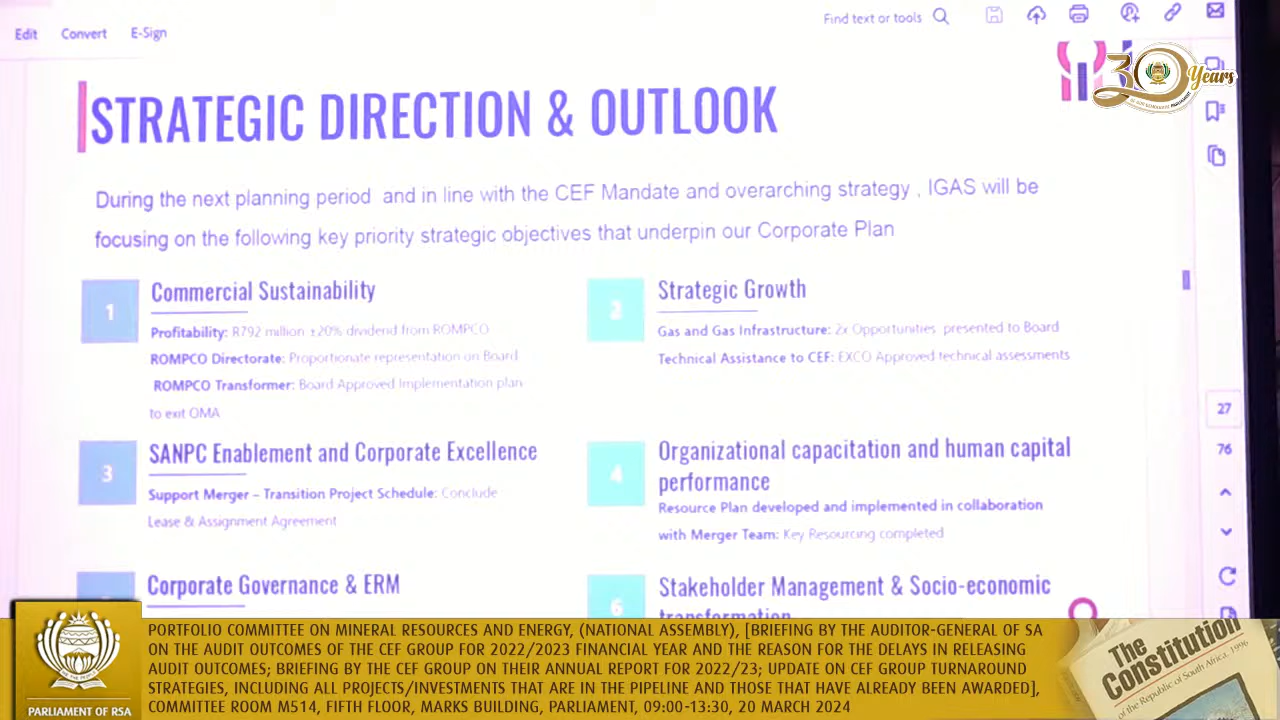 Edit Convert E-Sign
Find text or tools
30 Years
STRATEGIC DIRECTION & OUTLOOK
During the next planning period and in line with the CEF Mandate and overarching strategy , IGAS will be
focusing on the following key priority strategic objectives that underpin our Corporate Plan
1
Commercial Sustainability
Profitability: R792 million ±20% dividend from ROMPCO
ROMPCO Directorate: Proportionate representation on Board
ROMPCO Transformer: Board Approved Implementation plan
to exit OMA
2
Strategic Growth
Gas and Gas Infrastructure: 2x Opportunities presented to Board
Technical Assistance to CEF: EXCO Approved technical assessments
3
SANPC Enablement and Corporate Excellence
Support Merger – Transition Project Schedule: Conclude
Lease & Assignment Agreement
4
Organizational capacitation and human capital
performance
Resource Plan developed and implemented in collaboration
with Merger Team: Key Resourcing completed
Corporate Governance & ERM
6
Stakeholder Management & Socio-economic
transformation
27
76
PORTFOLIO COMMITTEE ON MINERAL RESOURCES AND ENERGY, (NATIONAL ASSEMBLY), [BRIEFING BY THE AUDITOR-GENERAL OF SA
ON THE AUDIT OUTCOMES OF THE CEF GROUP FOR 2022/2023 FINANCIAL YEAR AND THE REASON FOR THE DELAYS IN RELEASING
AUDIT OUTCOMES; BRIEFING BY THE CEF GROUP ON THEIR ANNUAL REPORT FOR 2022/23; UPDATE ON CEF GROUP TURNAROUND
STRATEGIES, INCLUDING ALL PROJECTS/INVESTMENTS THAT ARE IN THE PIPELINE AND THOSE THAT HAVE ALREADY BEEN AWARDED],
COMMITTEE ROOM M514, FIFTH FLOOR, MARKS BUILDING, PARLIAMENT, 09:00-13:30, 20 MARCH 2024
PARLIAMENT OF RSA
The
Constitution
of the Republic of South Africa, 1996